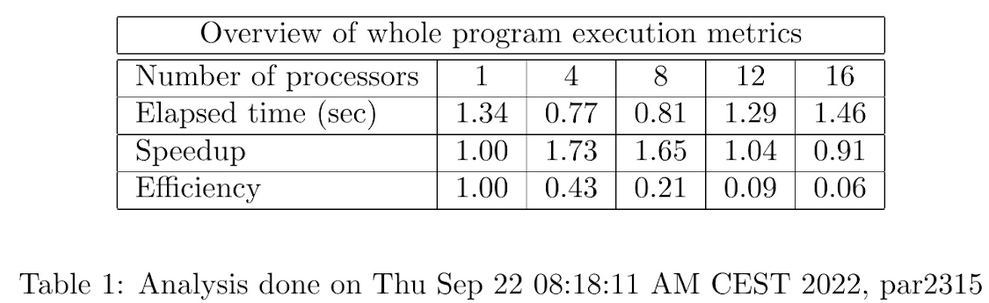 Overview of whole program execution metrics
Number of processors 1 4 8 12 16
Elapsed time (sec) 1.34 0.77 0.81 1.29 1.46
Speedup 1.00 1.73 1.65 1.04 0.91
Efficiency 1.00 0.43 0.21 0.09 0.06
Table 1: Analysis done on Thu Sep 22 08:18:11 AM CEST 2022, par2315